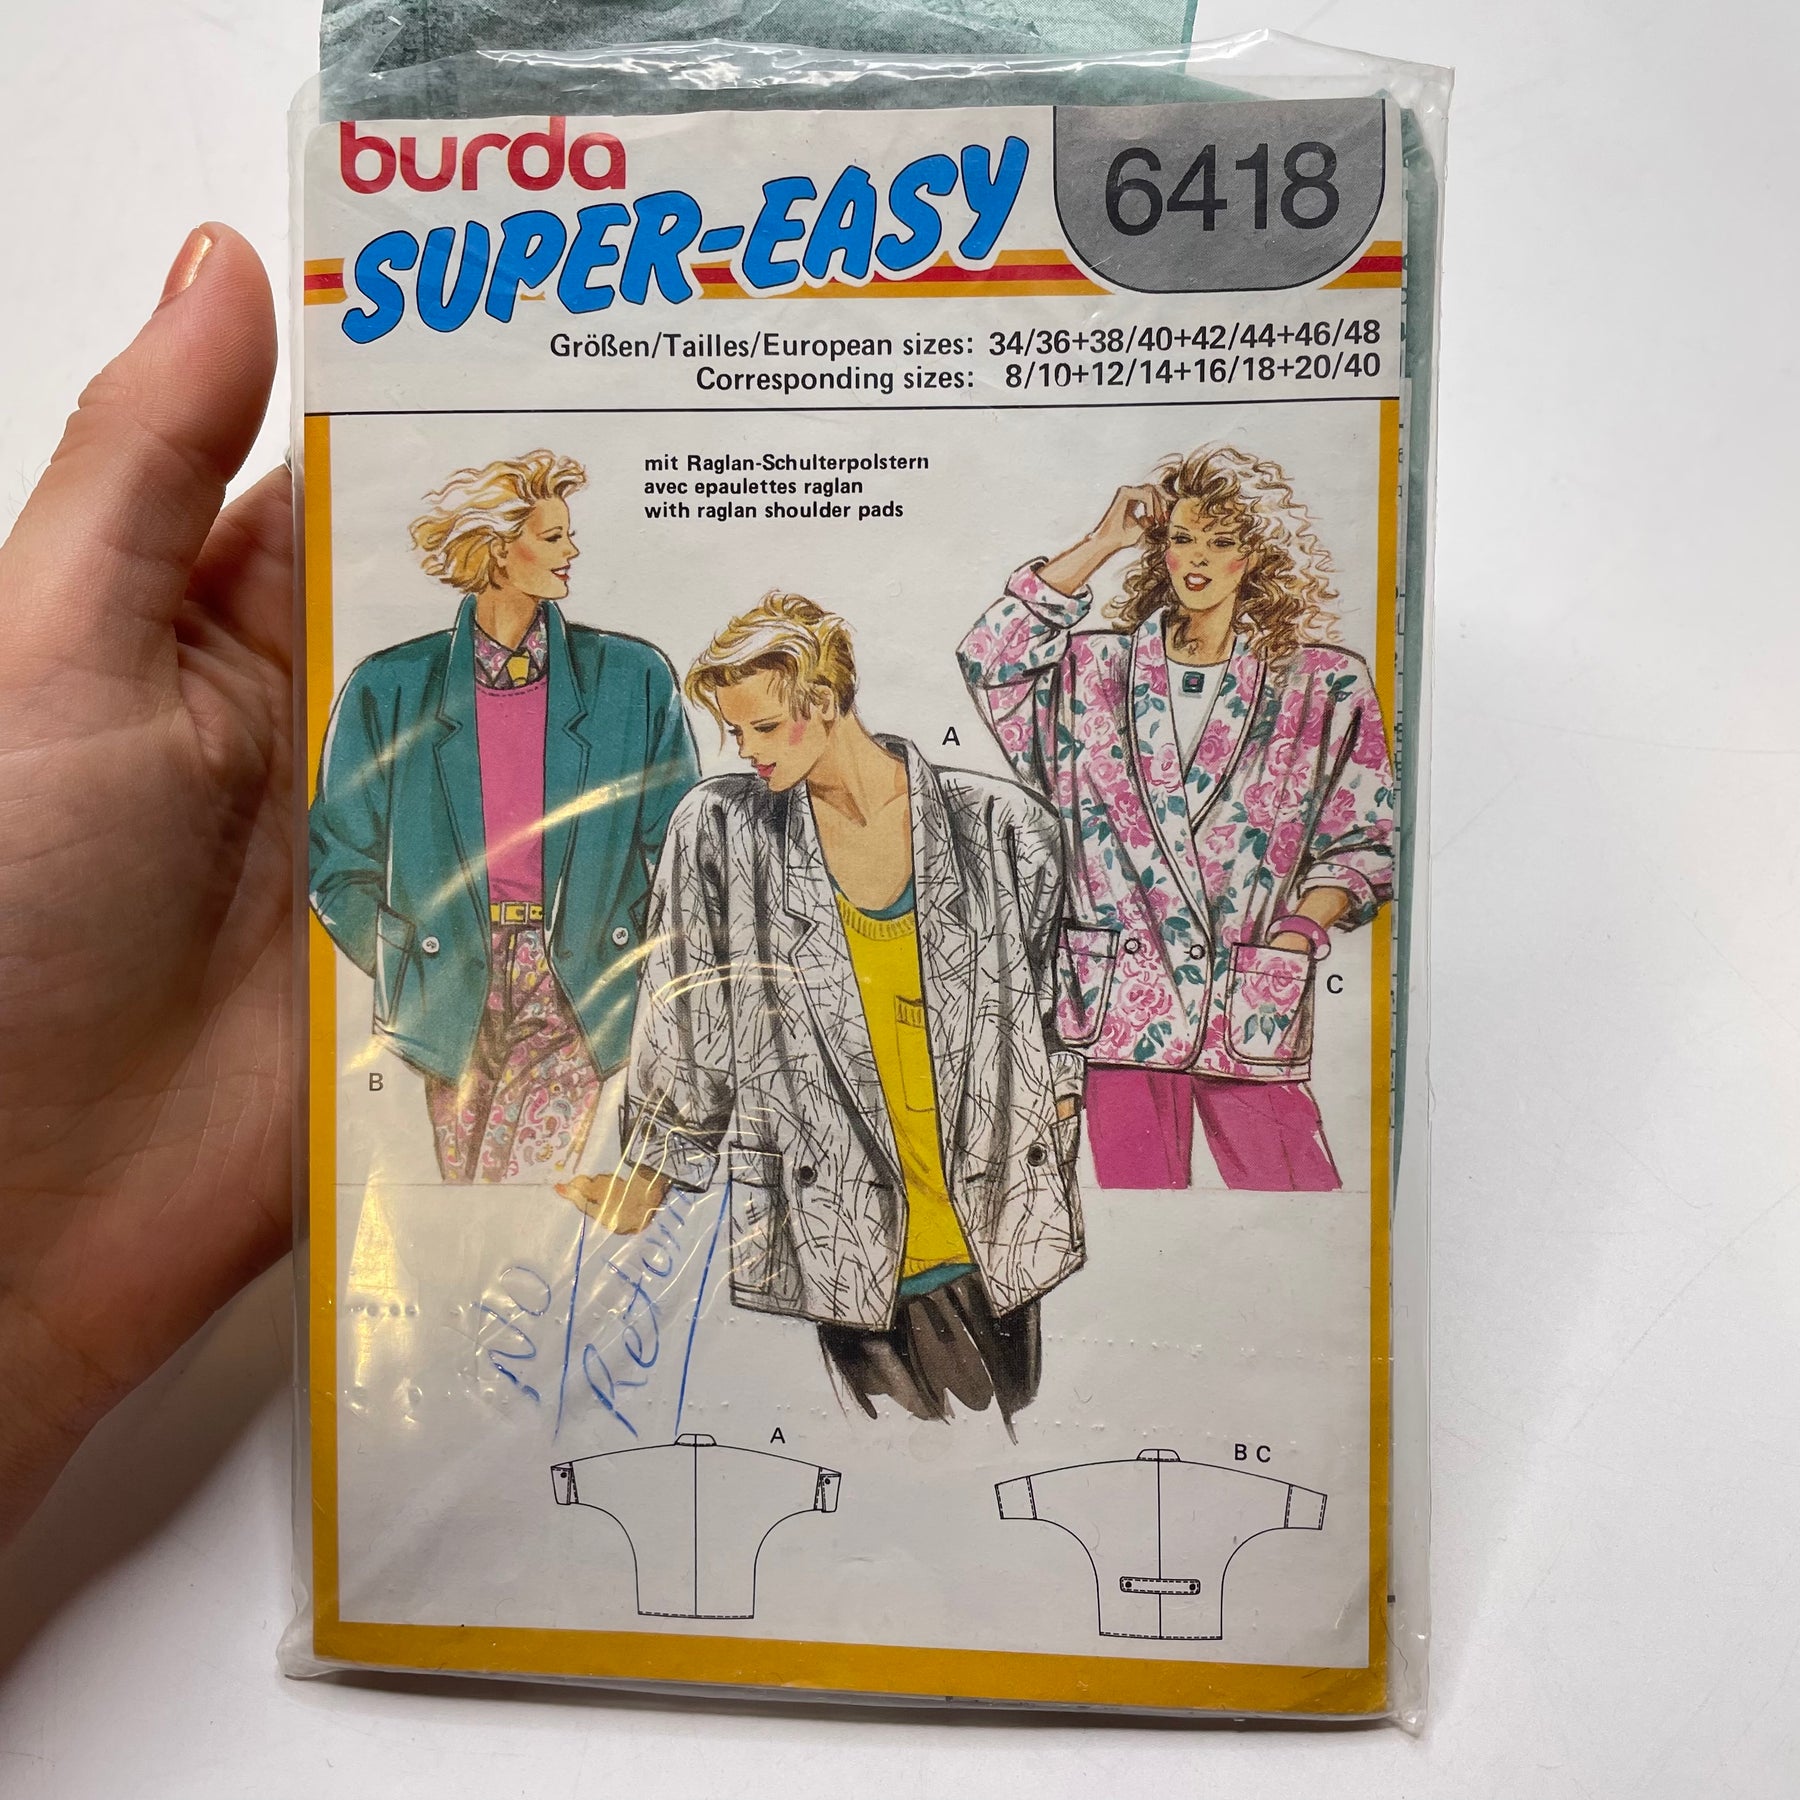 burda
SUPER-EASY
6418
Größen/Tailles/European sizes: 34/36+38/40+42/44+46/48
Corresponding sizes: 8/10+12/14+16/18+20/40
mit Raglan-Schulterpolstern
avec epaulettes raglan
with raglan shoulder pads
A
C
B
NO
Return
A
B C